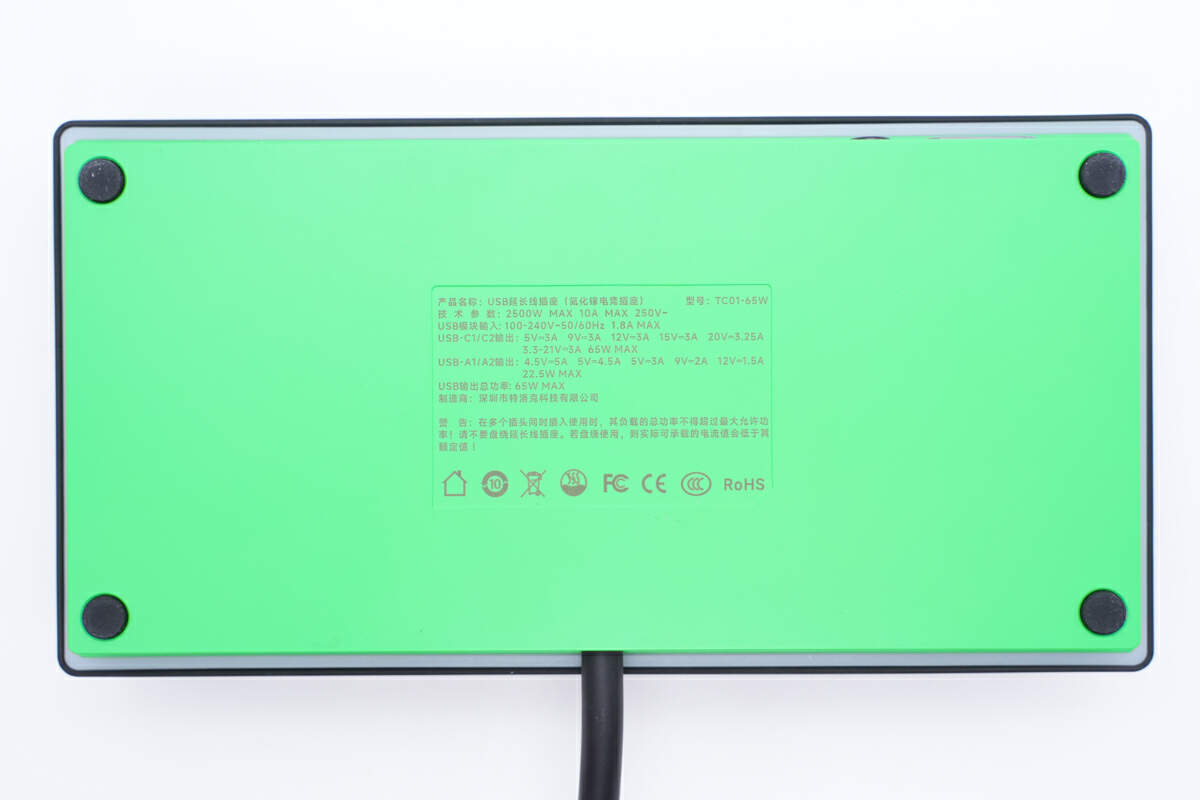 产品名称：USB延长线插座（氮化镓电竞插座） 型号：TC01-65W
技 术 参 数：2500W MAX 10A MAX 250V~
USB模块输入：100-240V~50/60Hz 1.8A MAX
USB-C1/C2输出：5V=3A 9V=3A 12V=3A 15V=3A 20V=3.25A
3.3-21V=3A 65W MAX
USB-A1/A2输出：4.5V=5A 5V=4.5A 5V=3A 9V=2A 12V=1.5A
22.5W MAX
USB输出总功率：65W MAX
制造商：深圳市特洛克科技有限公司
警 告：在多个插头同时插入使用时，其负载的总功率不得超过最大允许功
率！请不要盘绕延长线插座。若盘绕使用，则实际可承载的电流值会低于其
额定值！
10 FC CE CCC RoHS